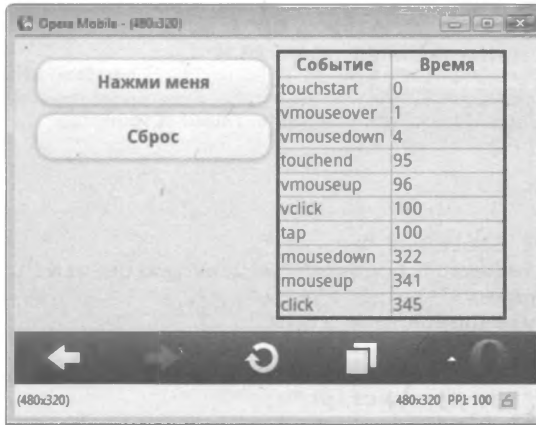 Opera Mobile - (480x320)
Нажми меня
Сброс
Событие Время
touchstart 0
vmouseover 1
vmousedown 4
touchend 95
vmouseup 96
vclick 100
tap 100
mousedown 322
mouseup 341
click 345
(480x320) 480x320 PPI: 100